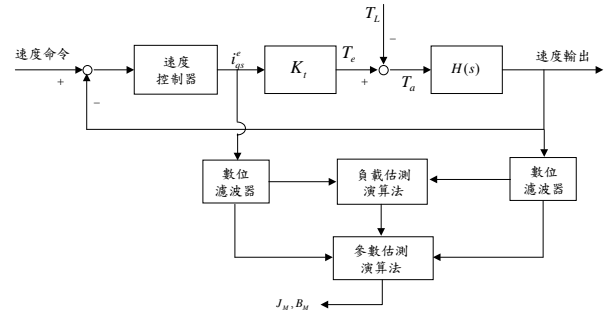 T_L
−
速度命令
+
−
速度
控制器
i_{qs}^e
K_t
T_e
+
T_a
H(s)
速度輸出
數位
濾波器
負載估測
演算法
數位
濾波器
參數估測
演算法
J_M, B_M